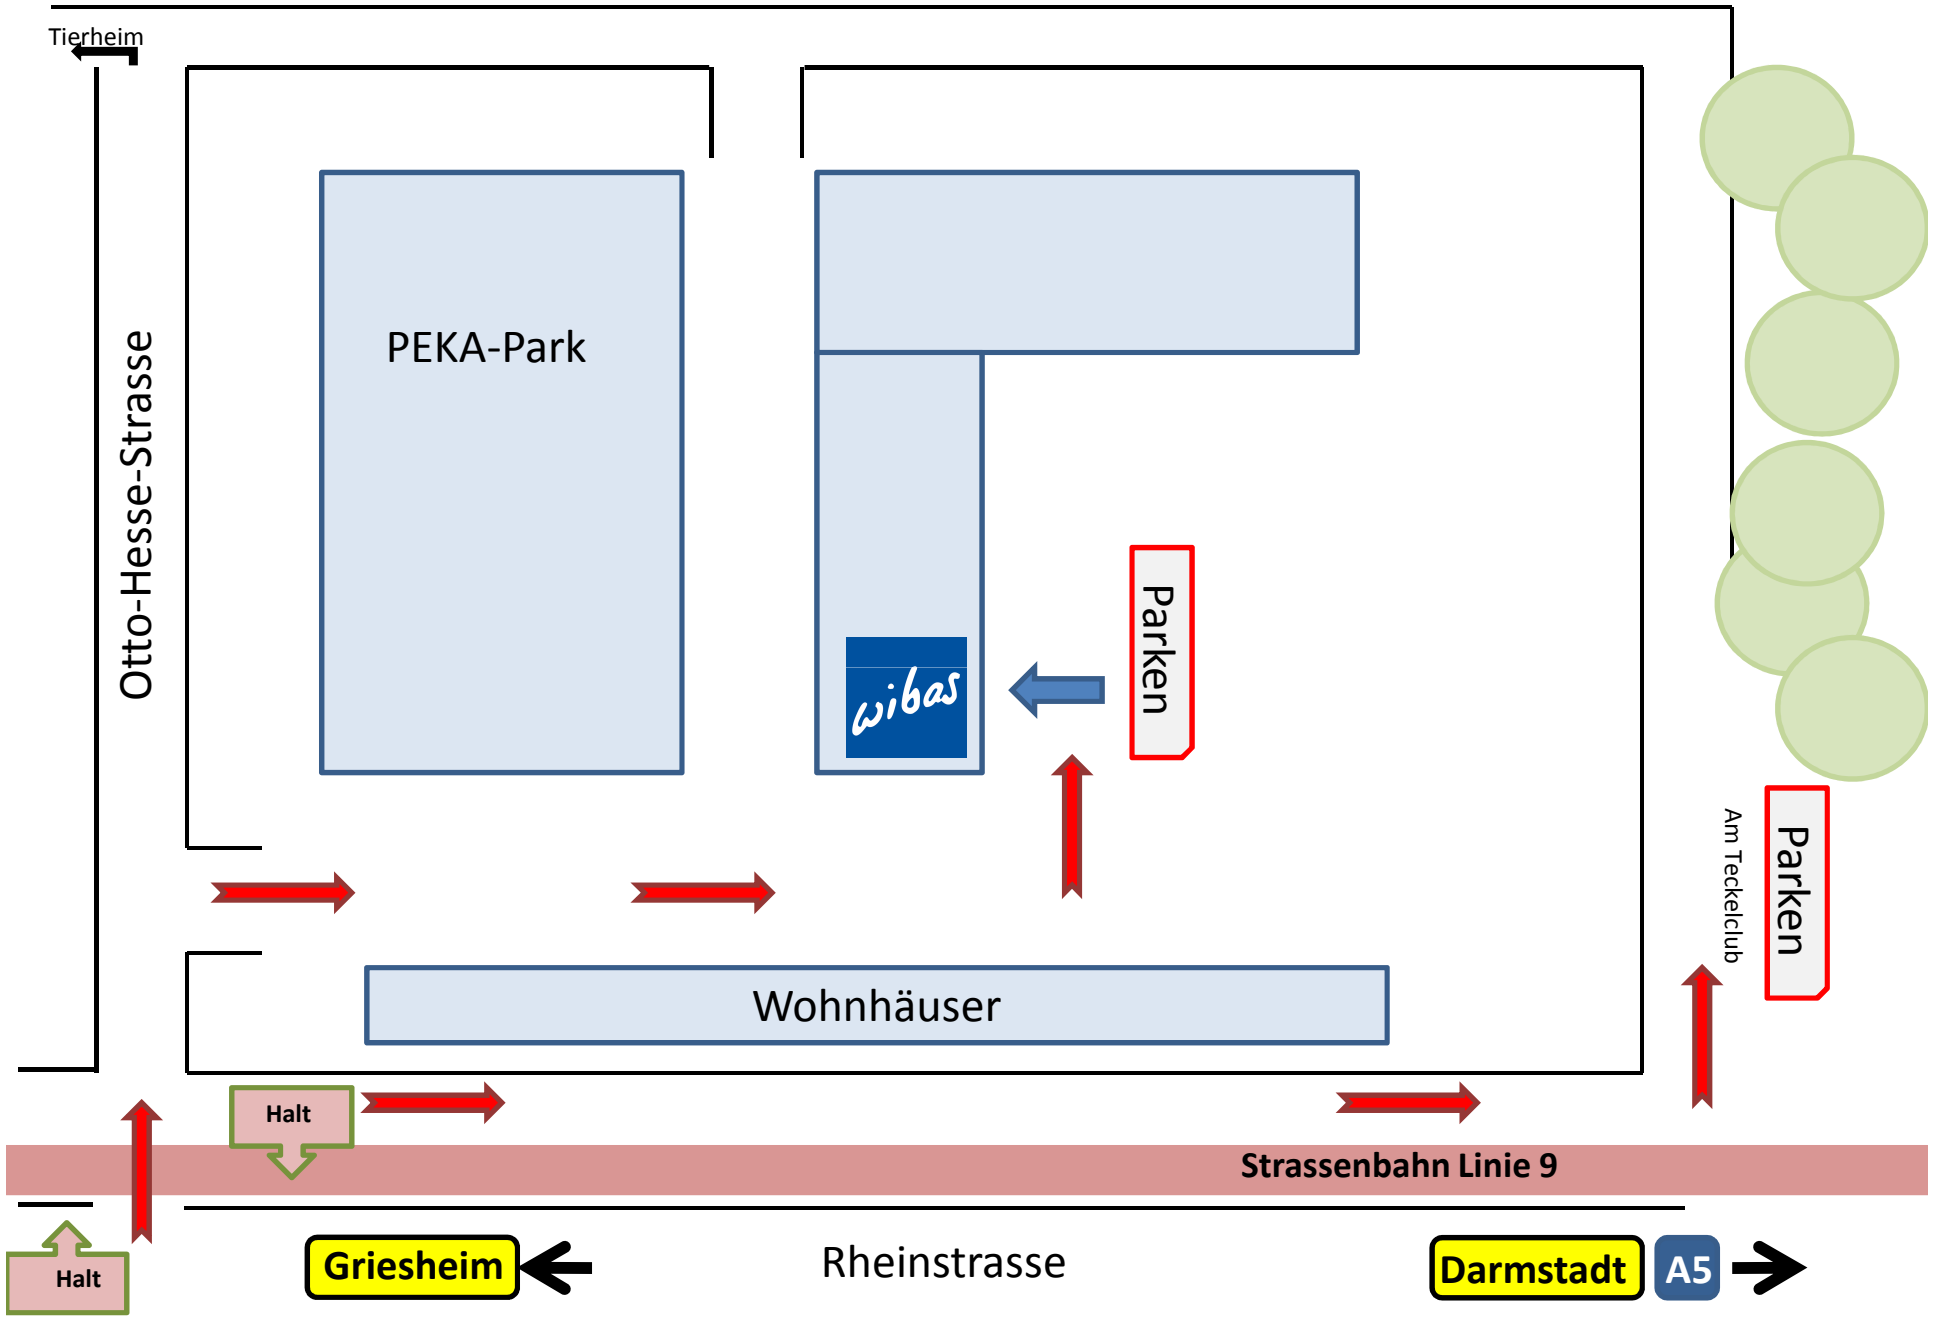 Tierheim
Otto-Hesse-Strasse
PEKA-Park
wibas
Parken
Am Teckelclub
Parken
Wohnhäuser
Halt
Strassenbahn Linie 9
Halt
Griesheim
Rheinstrasse
Darmstadt
A5